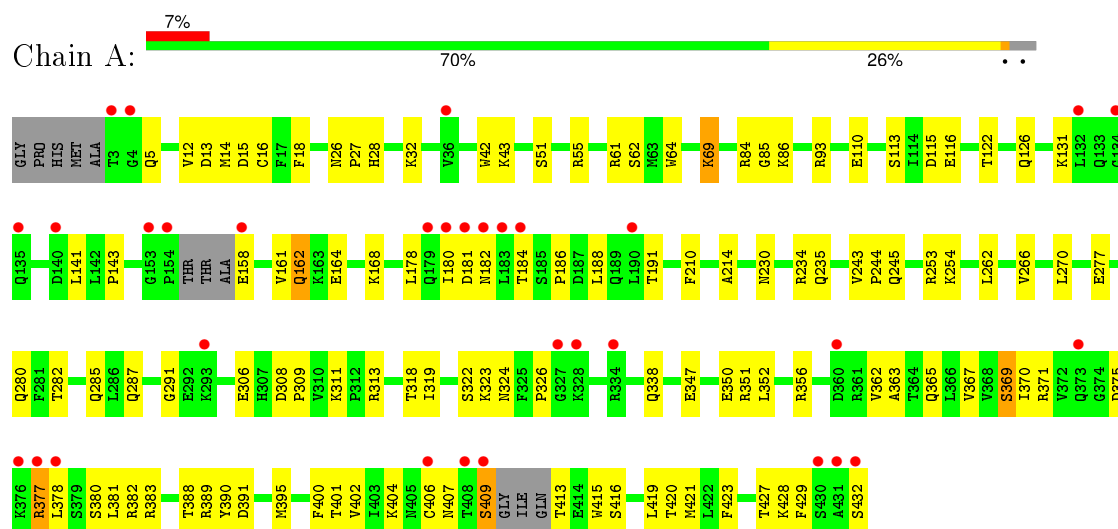 7%
Chain A:
70% 26% • •
GLY PRO HIS MET ALA T3 G4 Q5 V12 D13 M14 D15 C16 F17 F18 N26 P27 H28 K32 V36 W42 K43 S51 R55 R61 S62 M63 W64 K69 R84 G85 K86 R93 E110 S113 I114 D115 E116 T122 Q126 K131 L132 Q133 G134
Q135 D140 L141 L142 P143 G153 P154 THR THR ALA E158 V161 Q162 K163 E164 K168 L178 Q179 I180 D181 N182 L183 T184 S185 P186 D187 L188 Q189 L190 T191 F210 A214 N230 R234 Q235 V243 P244 Q245 R253 K254 L262 V266 L270 E277
Q280 F281 T282 Q285 L286 Q287 G291 E292 K293 E306 H307 D308 P309 V310 K311 P312 R313 T318 I319 S322 K323 N324 F325 P326 G327 K328 R334 Q338 E347 E350 R351 L352 R356 D360 R361 V362 A363 T364 Q365 L366 V367 V368 S369 I370 R371 V372 Q373 G374 D375
K376 R377 L378 S379 S380 L381 R382 R383 T388 R389 Y390 D391 M395 F400 T401 V402 I403 K404 N405 C406 N407 T408 S409 GLY ILE GLN T413 E414 W415 S416 L419 T420 M421 L422 F423 T427 K428 F429 S430 A431 S432